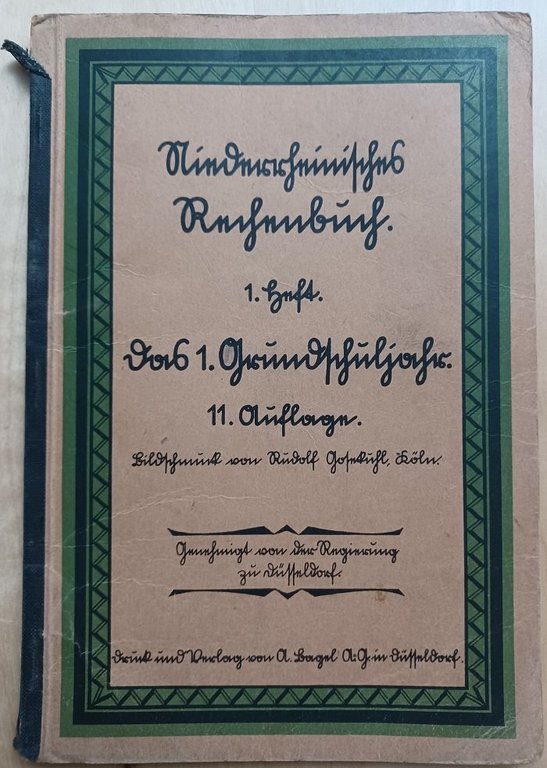 Niederrheinisches
Rechenbuch.
1. Heft.
Das 1. Grundschuljahr.
11. Auflage.
Bildschmuck von Rudolf Gosekuhl, Köln.
Genehmigt von der Regierung
zu Düsseldorf.
Druck und Verlag von A. Bagel A.-G. in Düsseldorf.